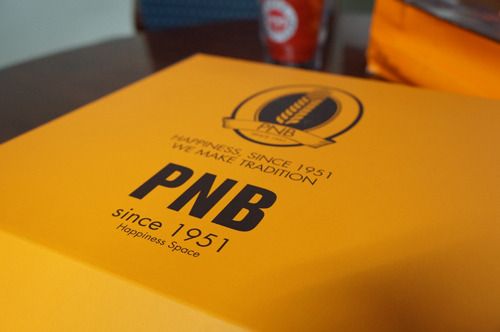 PNB
HAPPINESS, SINCE 1951
WE MAKE TRADITION
PNB
since 1951
Happiness Space